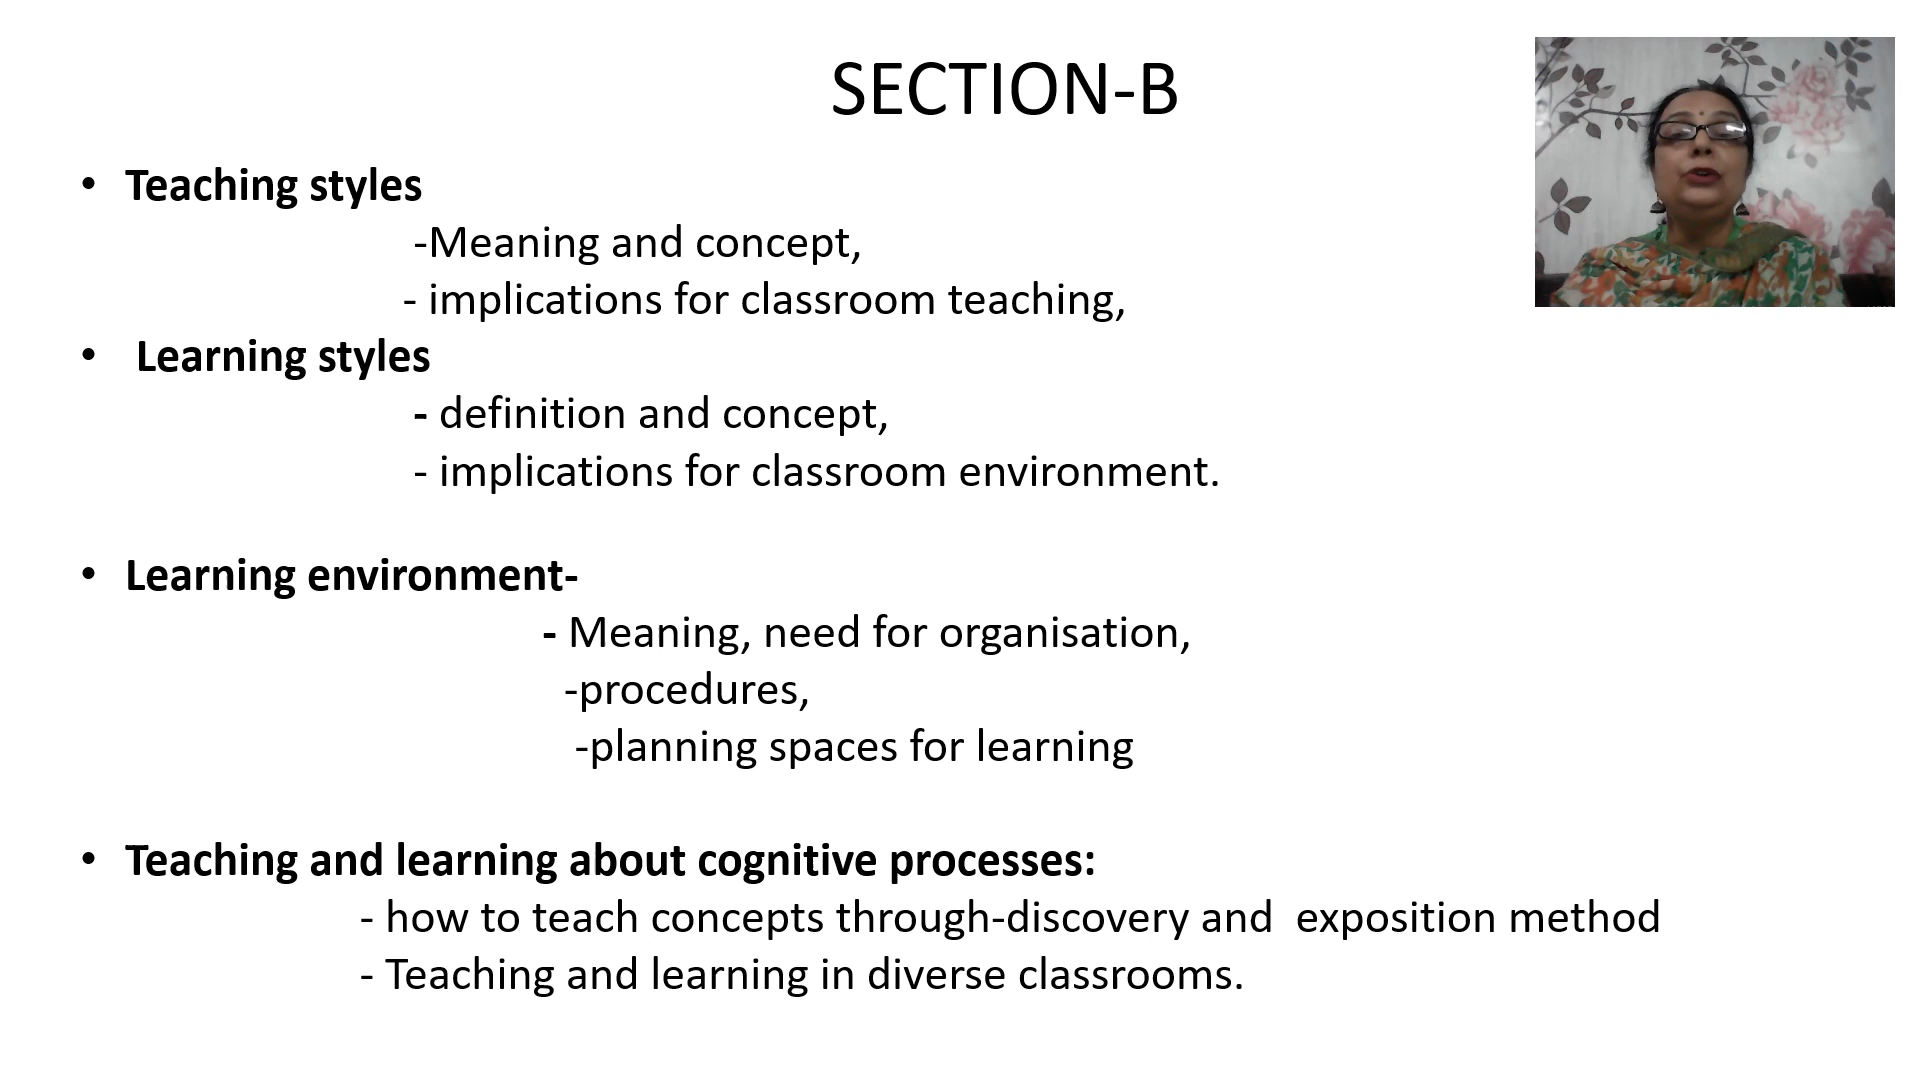 SECTION-B
• Teaching styles
-Meaning and concept,
- implications for classroom teaching,
• Learning styles
- definition and concept,
- implications for classroom environment.
• Learning environment-
- Meaning, need for organisation,
-procedures,
-planning spaces for learning
• Teaching and learning about cognitive processes:
- how to teach concepts through-discovery and  exposition method
- Teaching and learning in diverse classrooms.